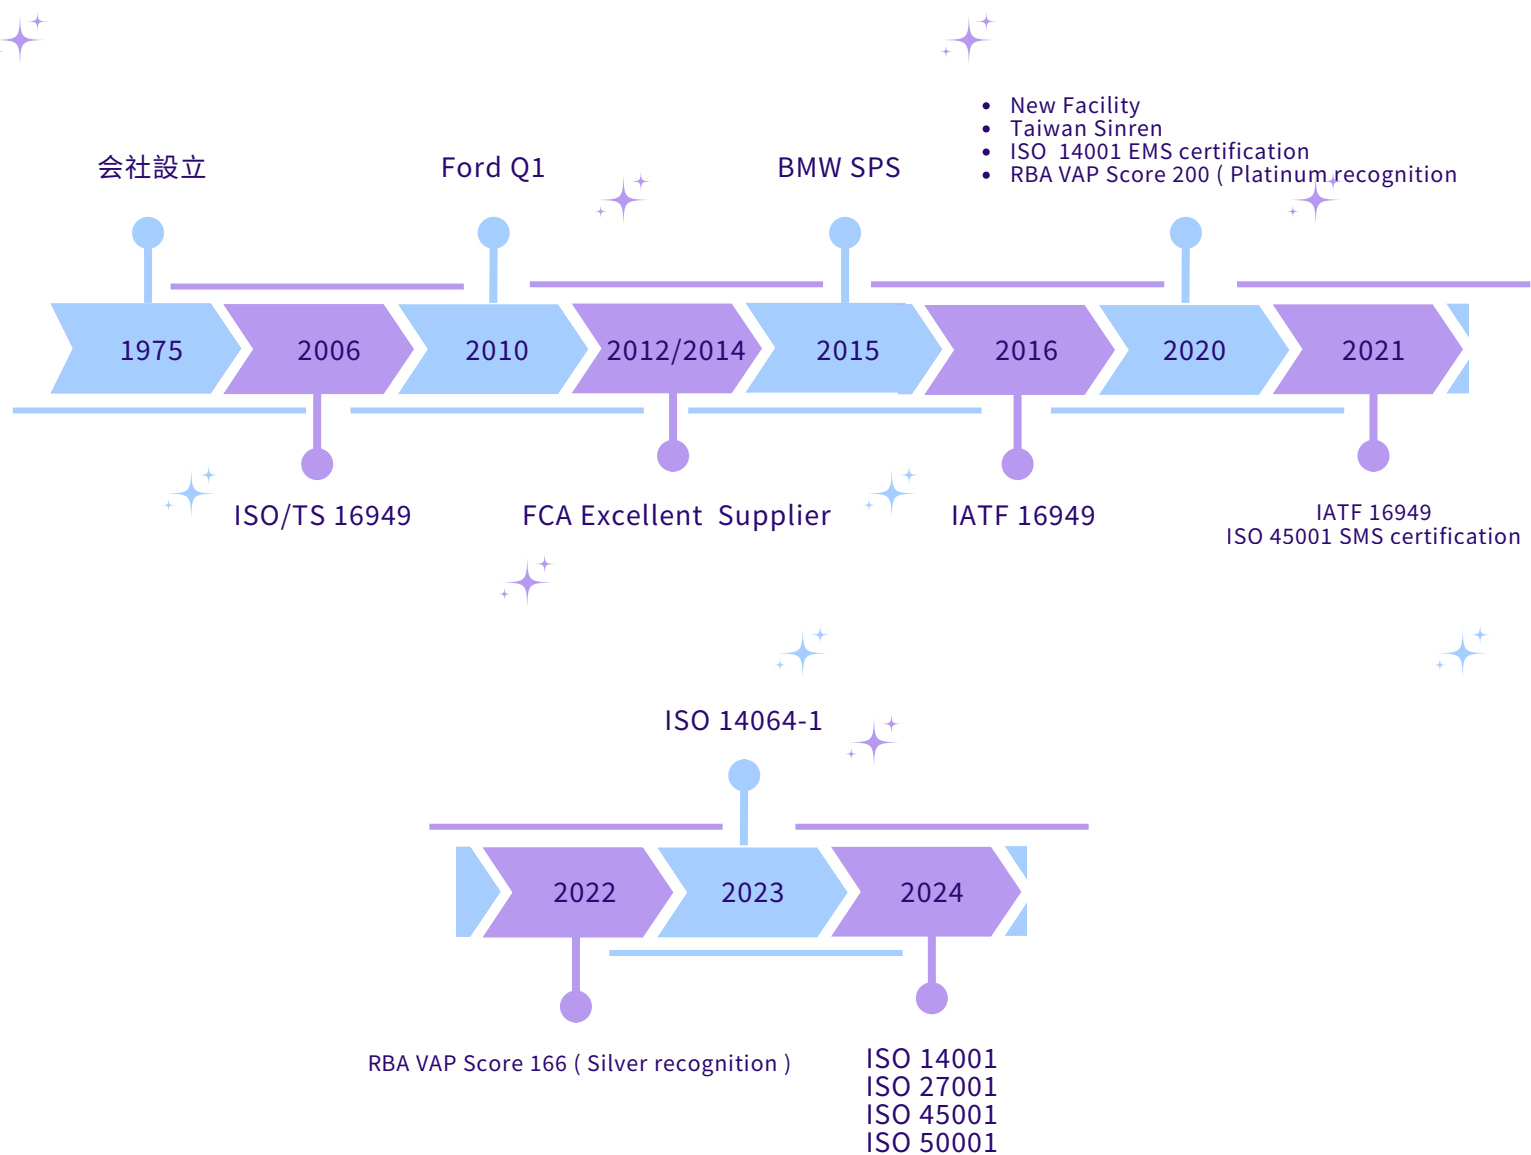 会社設立
Ford Q1
BMW SPS
• New Facility
• Taiwan Sinren
• ISO  14001 EMS certification
• RBA VAP Score 200 ( Platinum recognition
1975
2006
2010
2012/2014
2015
2016
2020
2021
ISO/TS 16949
FCA Excellent  Supplier
IATF 16949
IATF 16949
ISO 45001 SMS certification
ISO 14064-1
2022
2023
2024
RBA VAP Score 166 ( Silver recognition )
ISO 14001
ISO 27001
ISO 45001
ISO 50001